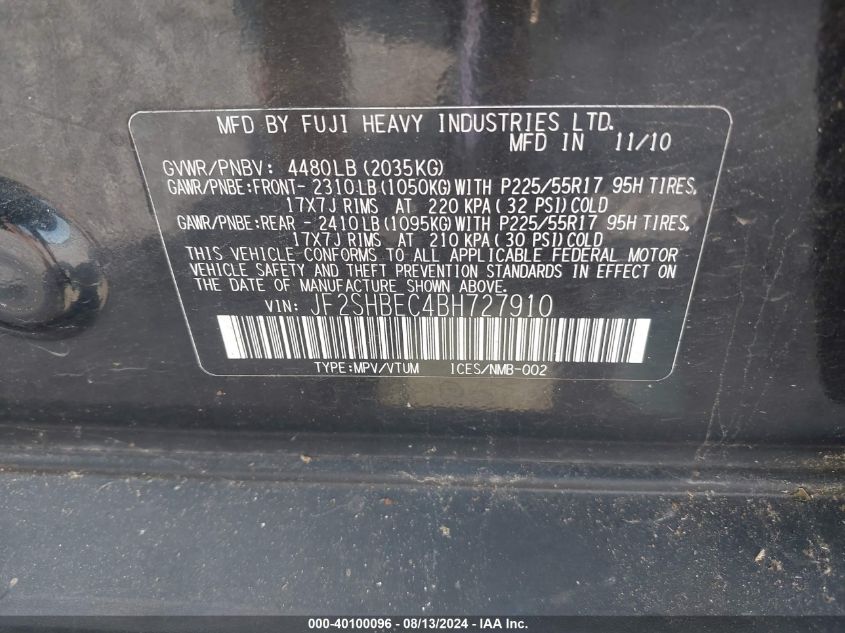 MFD BY FUJI HEAVY INDUSTRIES LTD.
MFD IN 11/10
GVWR/PNBV: 4480LB (2035KG)
GAWR/PNBE:FRONT- 2310LB (1050KG) WITH P225/55R17 95H TIRES,
17X7J RIMS AT 220 KPA ( 32 PSI) COLD
GAWR/PNBE:REAR - 2410LB (1095KG) WITH P225/55R17 95H TIRES,
17X7J RIMS AT 210 KPA ( 30 PSI) COLD
THIS VEHICLE CONFORMS TO ALL APPLICABLE FEDERAL MOTOR
VEHICLE SAFETY AND THEFT PREVENTION STANDARDS IN EFFECT ON
THE DATE OF MANUFACTURE SHOWN ABOVE.
VIN: JF2SHBEC4BH727910
TYPE:MPV/VTUM ICES/NMB-002
000-40100096 - 08/13/2024 - IAA Inc.